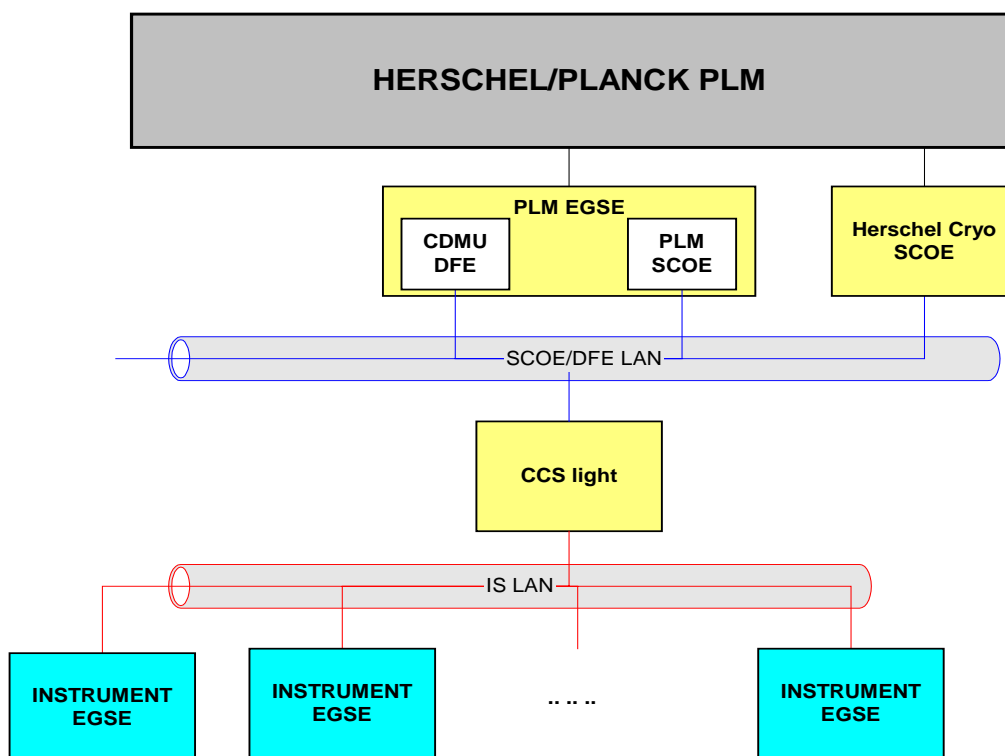 HERSCHEL/PLANCK PLM
PLM EGSE
CDMU
DFE
PLM
SCOE
Herschel Cryo
SCOE
SCOE/DFE LAN
CCS light
IS LAN
INSTRUMENT
EGSE
INSTRUMENT
EGSE
.. .. ..
INSTRUMENT
EGSE